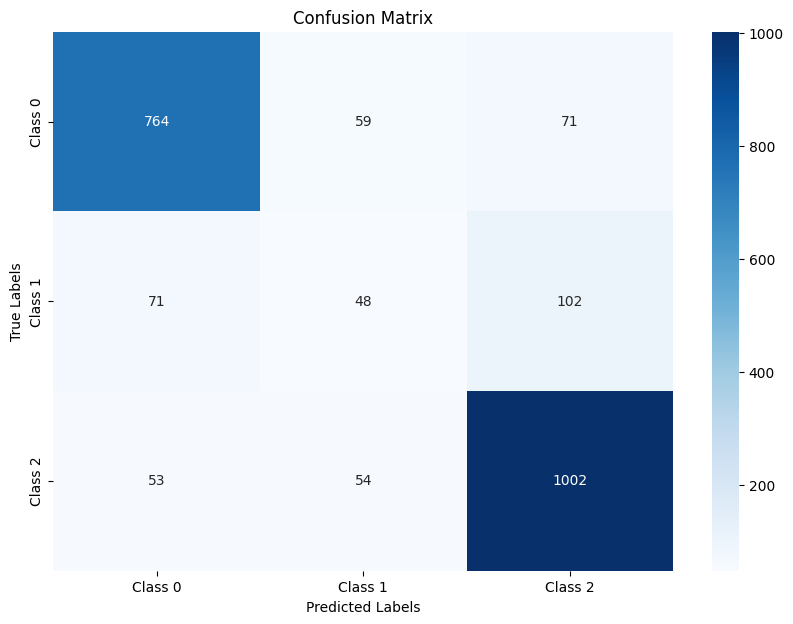 Confusion Matrix
Class 0
764
59
71
Class 1
71
48
102
Class 2
53
54
1002
Class 0 Class 1 Class 2
Predicted Labels
True Labels
1000
800
600
400
200